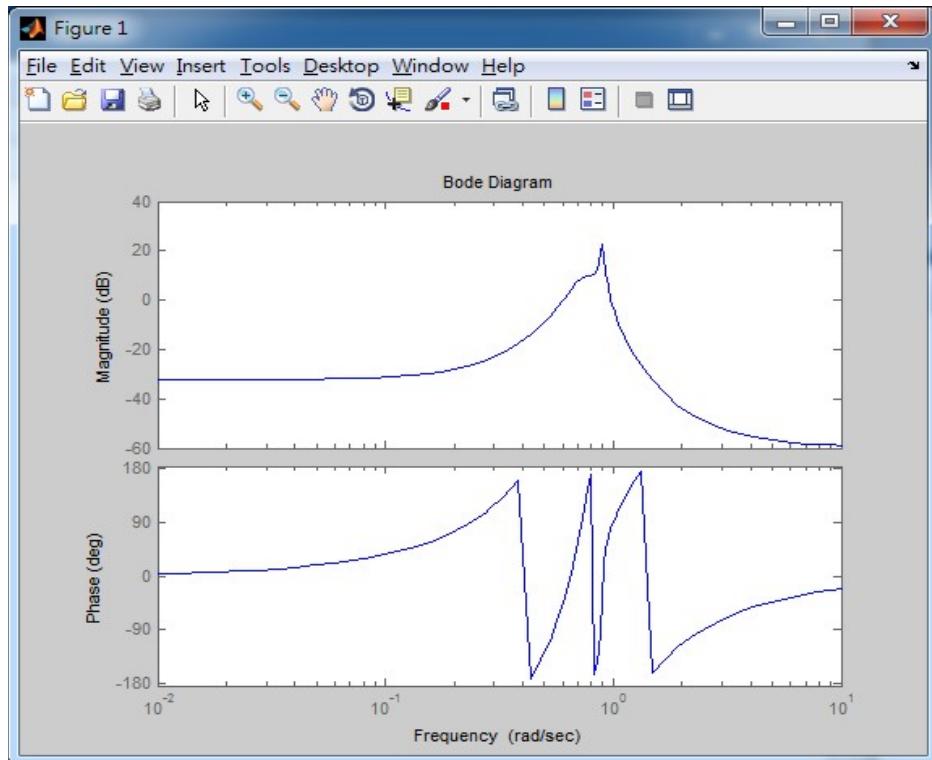 Figure 1
File Edit View Insert Tools Desktop Window Help
Bode Diagram
40
20
0
-20
-40
-60
Magnitude (dB)
180
90
0
-90
-180
Phase (deg)
10^-2 10^-1 10^0 10^1
Frequency (rad/sec)